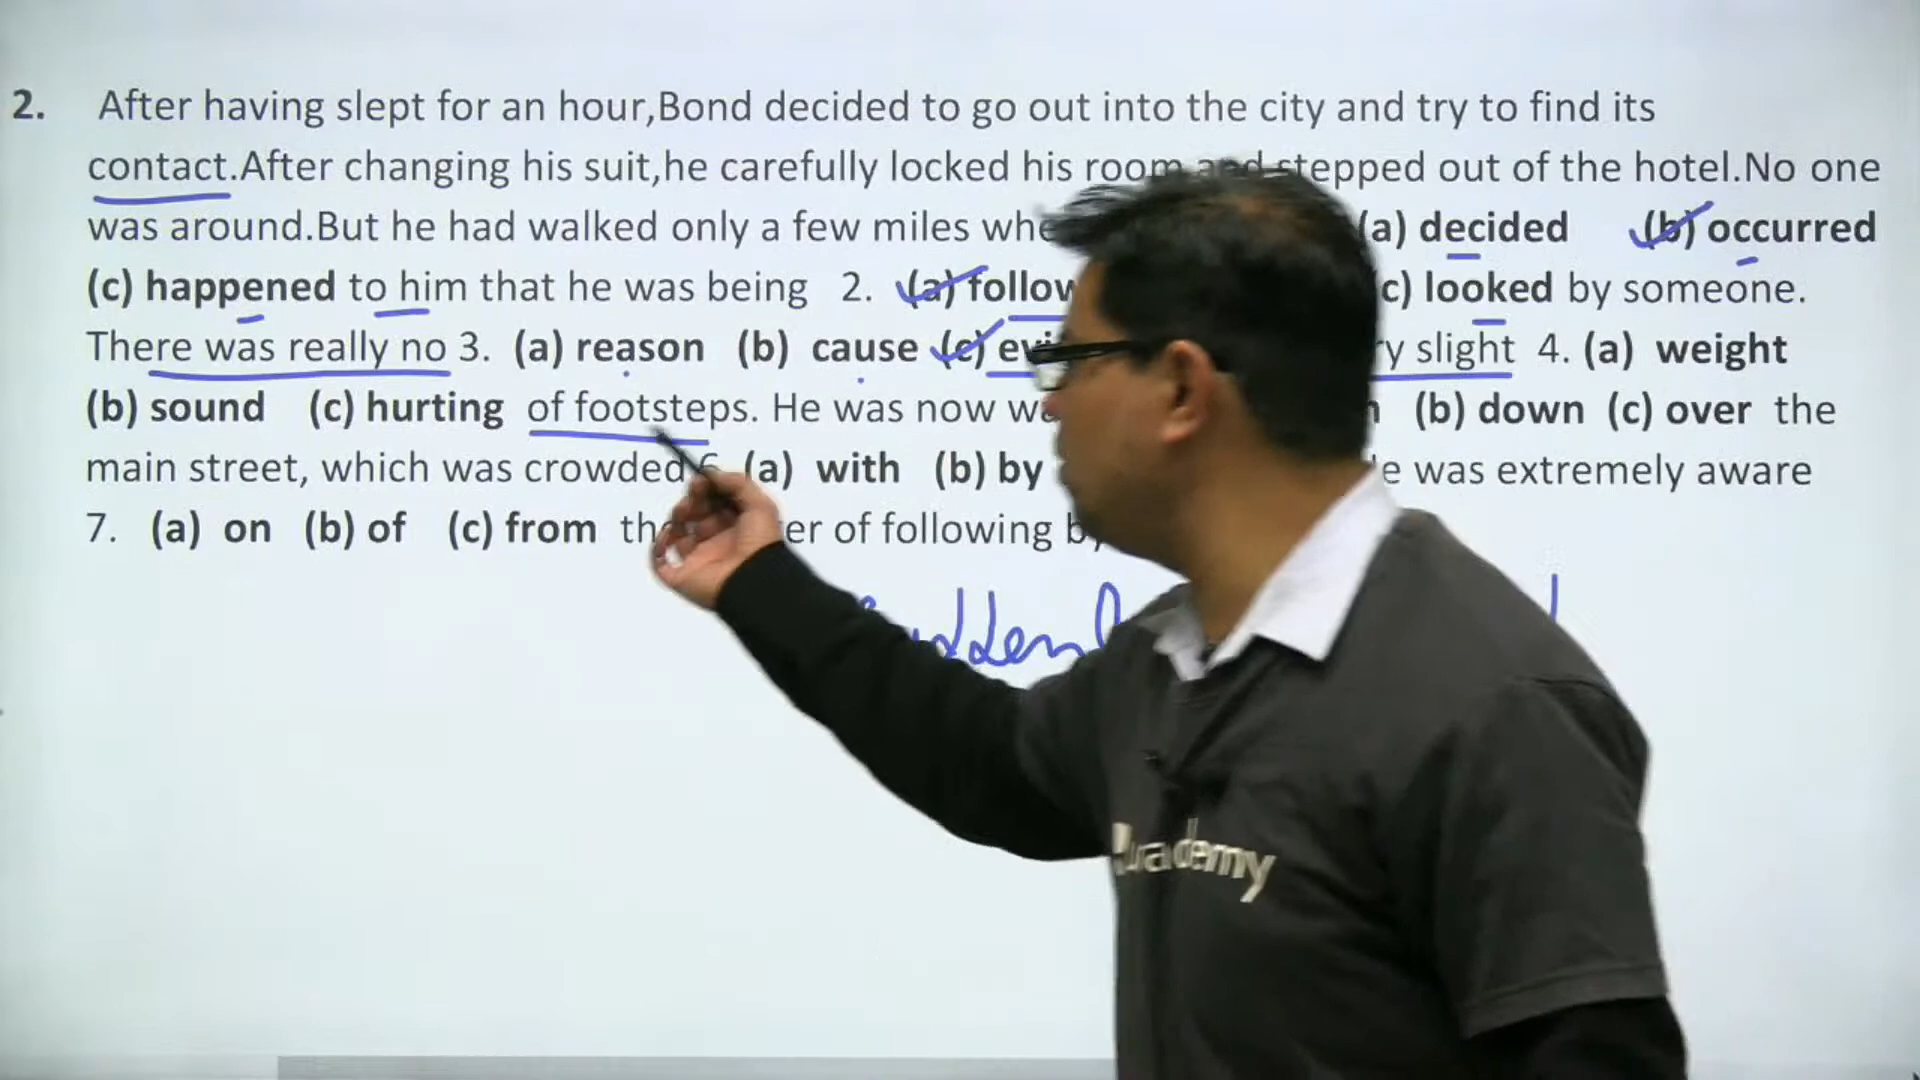 2. After having slept for an hour,Bond decided to go out into the city and try to find its
contact.After changing his suit,he carefully locked his room and stepped out of the hotel.No one
was around.But he had walked only a few miles (a) decided (b) occurred
(c) happened to him that he was being 2. (a) (c) looked by someone.
There was really no 3. (a) reason (b) cause (c) slight 4. (a) weight
(b) sound (c) hurting of footsteps. He was now (b) down (c) over the
main street, which was crowded 6. (a) with (b) by was extremely aware
7. (a) on (b) of (c) from of following